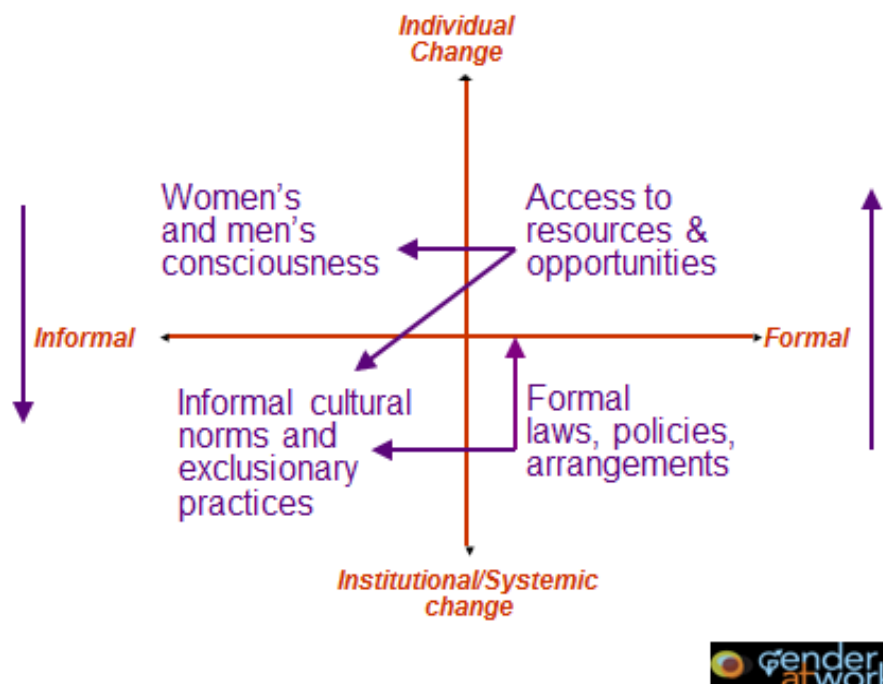 Individual
Change
Women's
and men's
consciousness
Access to
resources &
opportunities
Informal
Formal
Informal cultural
norms and
exclusionary
practices
Formal
laws, policies,
arrangements
Institutional/Systemic
change
gender
at work